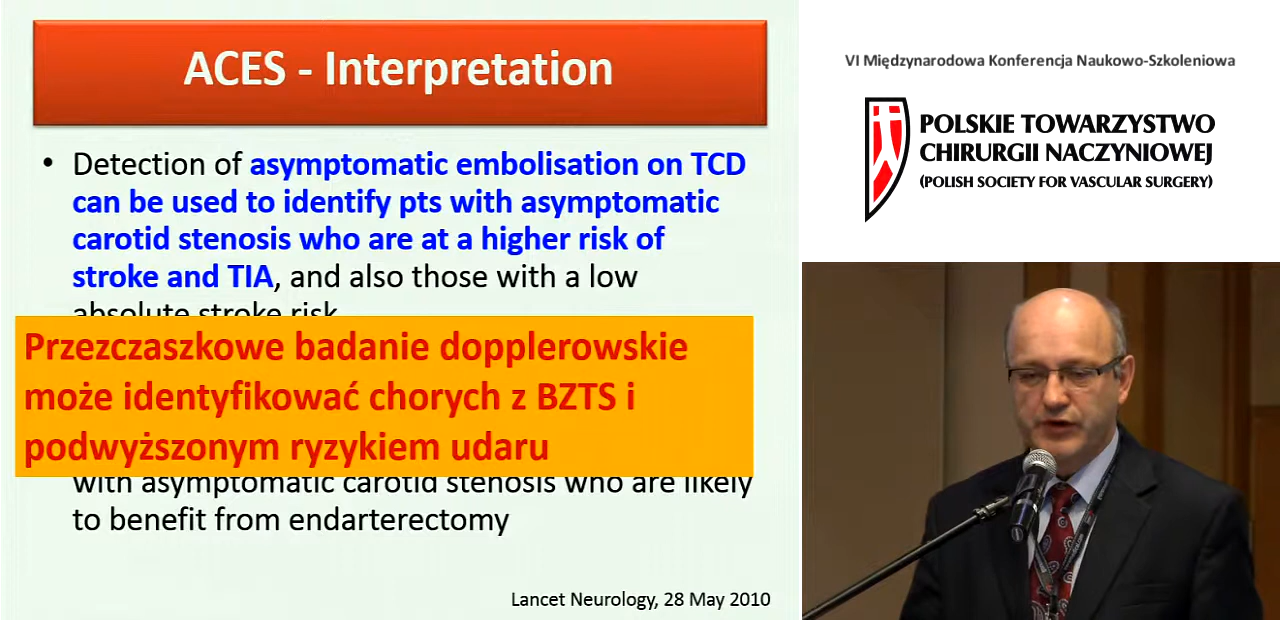 ACES - Interpretation
• Detection of asymptomatic embolisation on TCD
can be used to identify pts with asymptomatic
carotid stenosis who are at a higher risk of
stroke and TIA, and also those with a low
absolute stroke risk
Przezczaszkowe badanie dopplerowskie
może identyfikować chorych z BZTS i
podwyższonym ryzykiem udaru
with asymptomatic carotid stenosis who are likely
to benefit from endarterectomy
Lancet Neurology, 28 May 2010
VI Międzynarodowa Konferencja Naukowo-Szkoleniowa
POLSKIE TOWARZYSTWO
CHIRURGII NACZYNIOWEJ
(POLISH SOCIETY FOR VASCULAR SURGERY)